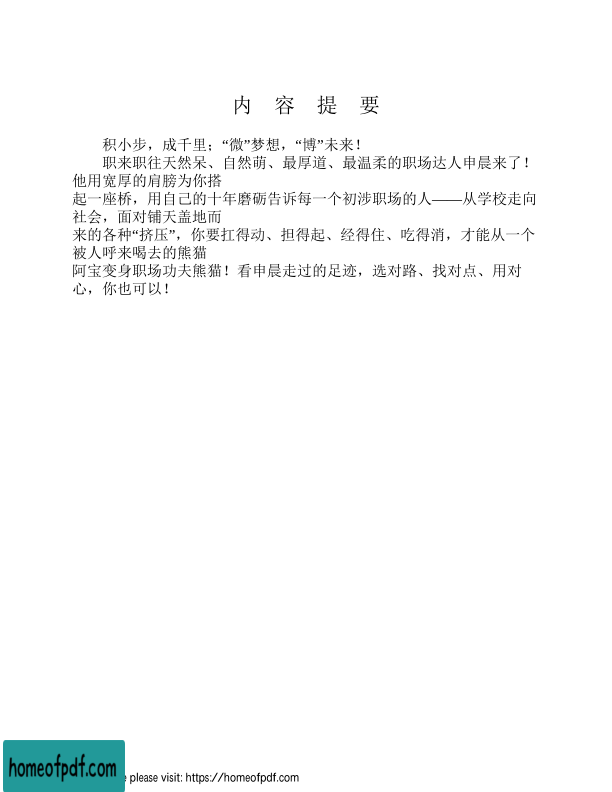 内 容 提 要
积小步，成千里；“微”梦想，“博”未来！
职来职往天然呆、自然萌、最厚道、最温柔的职场达人申晨来了！
他用宽厚的肩膀为你搭
起一座桥，用自己的十年磨砺告诉每一个初涉职场的人——从学校走向
社会，面对铺天盖地而
来的各种“挤压”，你要扛得动、担得起、经得住、吃得消，才能从一个
被人呼来喝去的熊猫
阿宝变身职场功夫熊猫！看申晨走过的足迹，选对路、找对点、用对
心，你也可以！
homeofpdf.com
e please visit: https://homeofpdf.com